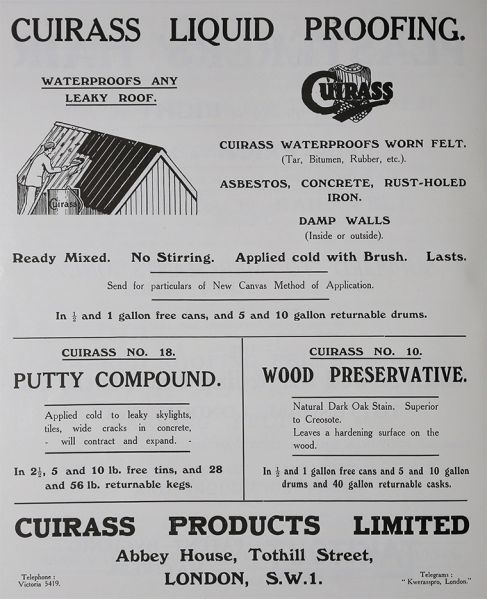 CUIRASS LIQUID PROOFING.
WATERPROOFS ANY
LEAKY ROOF.
CUIRASS
Cuirass
CUIRASS WATERPROOFS WORN FELT.
(Tar, Bitumen, Rubber, etc.).
ASBESTOS, CONCRETE, RUST-HOLED
IRON.
DAMP WALLS
(Inside or outside).
Ready Mixed. No Stirring. Applied cold with Brush. Lasts.
Send for particulars of New Canvas Method of Application.
In ½ and 1 gallon free cans, and 5 and 10 gallon returnable drums.
CUIRASS NO. 18.
PUTTY COMPOUND.
Applied cold to leaky skylights,
tiles, wide cracks in concrete,
- will contract and expand. -
In 2½, 5 and 10 lb. free tins, and 28
and 56 lb. returnable kegs.
CUIRASS NO. 10.
WOOD PRESERVATIVE.
Natural Dark Oak Stain. Superior
to Creosote.
Leaves a hardening surface on the
wood.
In ½ and 1 gallon free cans and 5 and 10 gallon
drums and 40 gallon returnable casks.
CUIRASS PRODUCTS LIMITED
Abbey House, Tothill Street,
LONDON, S.W.1.
Telephone :
Victoria 5419.
Telegrams :
" Kwerasspro, London."